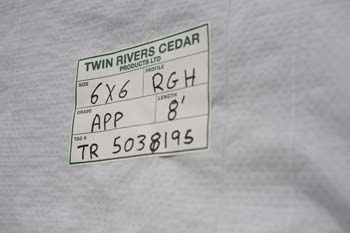 TWIN RIVERS CEDAR
PRODUCTS LTD
SIZE PROFILE
6X6 RGH
GRADE LENGTH
APP 8'
TAG #
TR 5038195